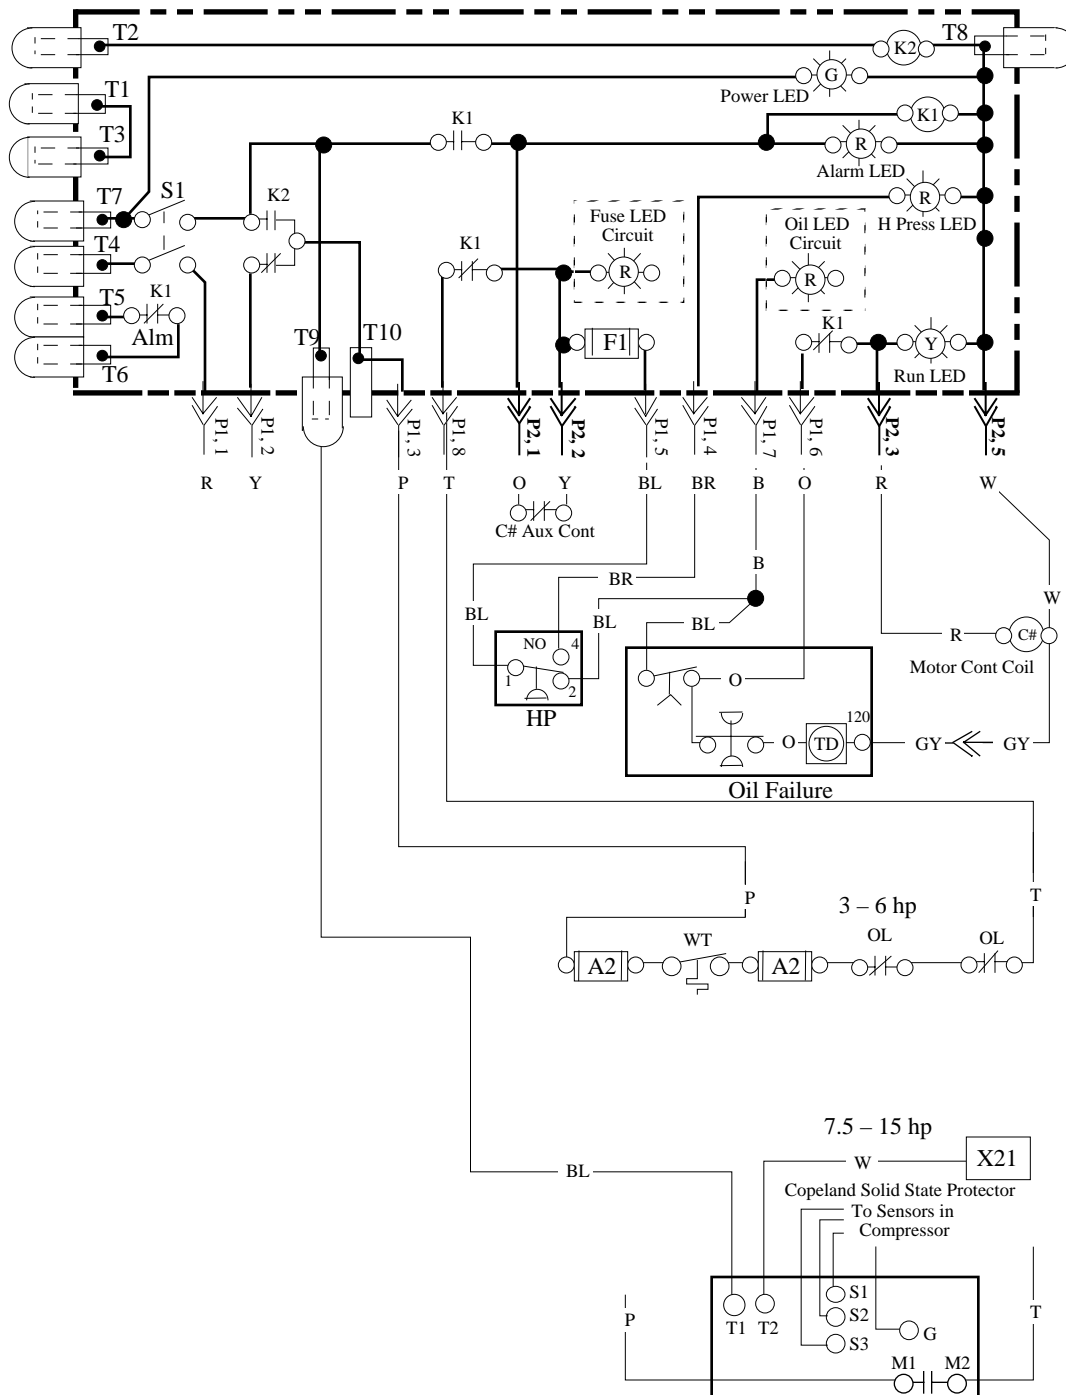 T2
K2
T8
G
Power LED
T1
K1
K1
T3
R
Alarm LED
T7
S1
K2
R
H Press LED
Fuse LED
Circuit
R
Oil LED
Circuit
R
T4
K1
T5
K1
Alm
T6
T9
T10
F1
K1
Y
Run LED
P1, 1
P1, 2
P1, 3
P1, 8
P2, 1
P2, 2
P1, 5
P1, 4
P1, 7
P1, 6
P2, 3
P2, 5
R
Y
P
T
O
Y
BL
BR
B
O
R
W
C# Aux Cont
B
BR
W
BL
BL
BL
R
C#
Motor Cont Coil
NO
4
1
2
HP
O
120
O
TD
GY
GY
Oil Failure
P
T
3 – 6 hp
A2
WT
A2
OL
OL
7.5 – 15 hp
BL
W
X21
Copeland Solid State Protector
To Sensors in
Compressor
P
T1
T2
S1
S2
S3
G
T
M1
M2